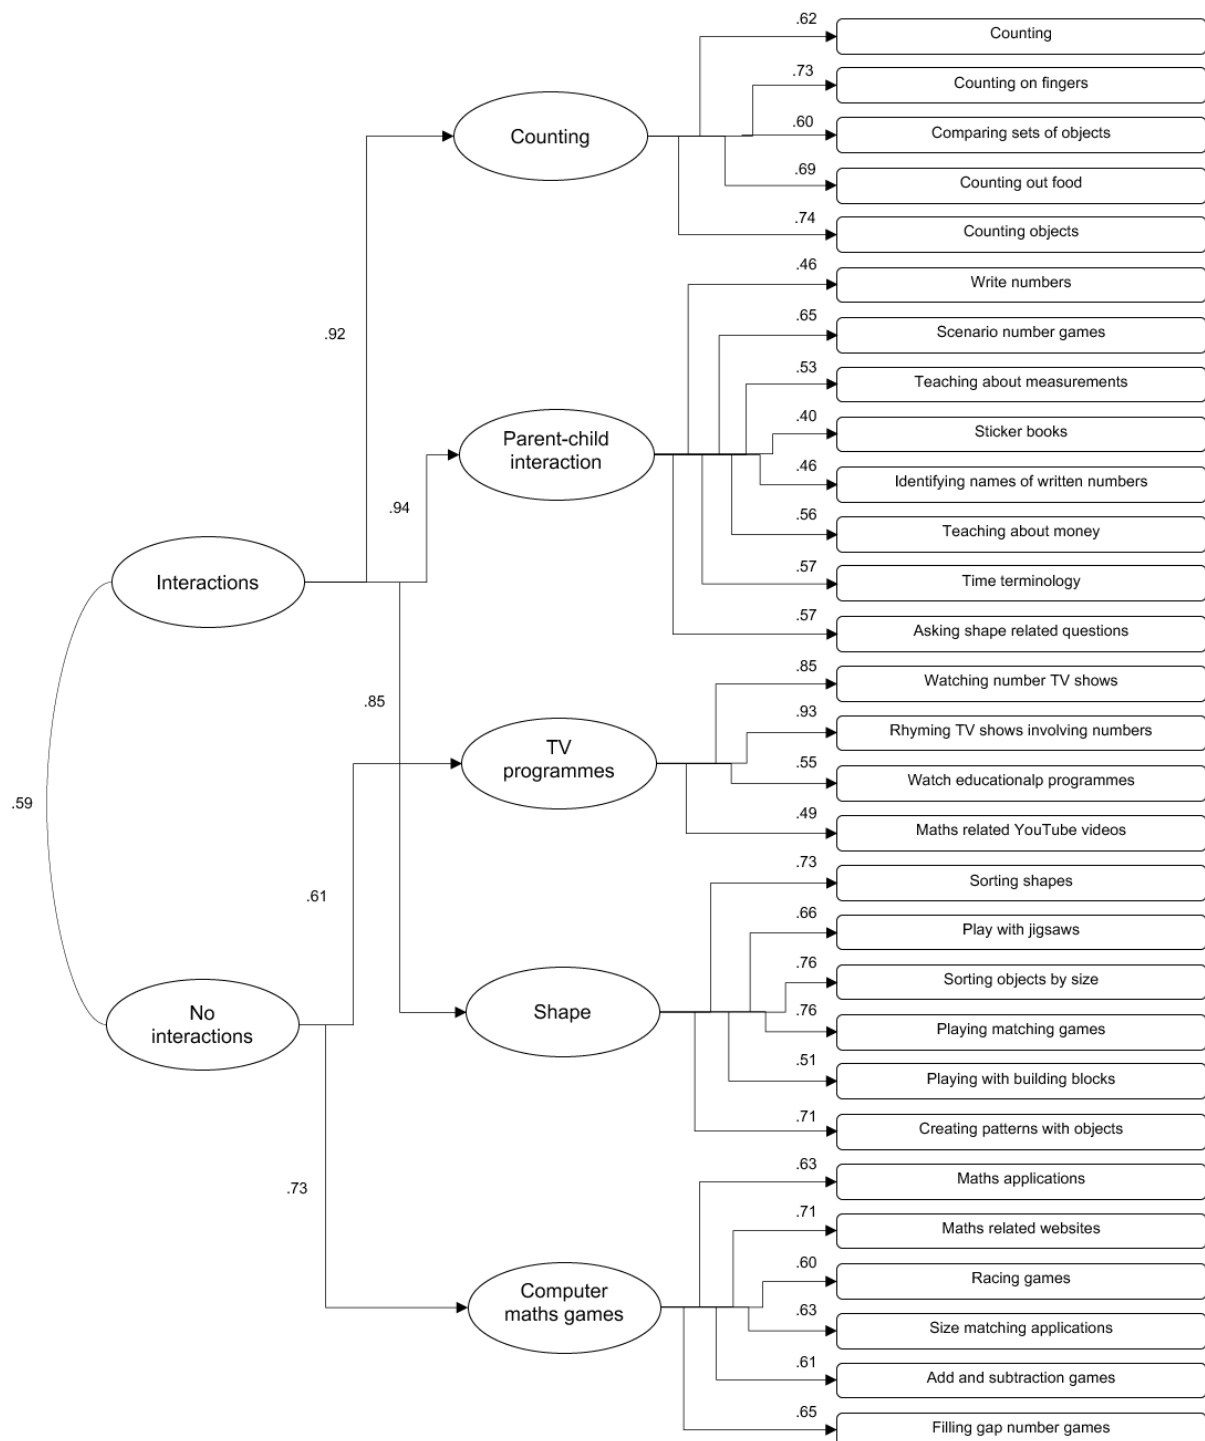 .62
Counting
.73
Counting on fingers
.60
Comparing sets of objects
.69
Counting out food
.74
Counting objects
Counting
.46
Write numbers
.65
Scenario number games
.53
Teaching about measurements
.40
Sticker books
.46
Identifying names of written numbers
.56
Teaching about money
.57
Time terminology
.57
Asking shape related questions
Parent-child
interaction
.92
.94
Interactions
.85
.85
Watching number TV shows
.93
Rhyming TV shows involving numbers
.55
Watch educationalp programmes
.49
Maths related YouTube videos
TV
programmes
.59
.61
.73
Sorting shapes
.66
Play with jigsaws
.76
Sorting objects by size
.76
Playing matching games
.51
Playing with building blocks
.71
Creating patterns with objects
Shape
No
interactions
.73
.63
Maths applications
.71
Maths related websites
.60
Racing games
.63
Size matching applications
.61
Add and subtraction games
.65
Filling gap number games
Computer
maths games